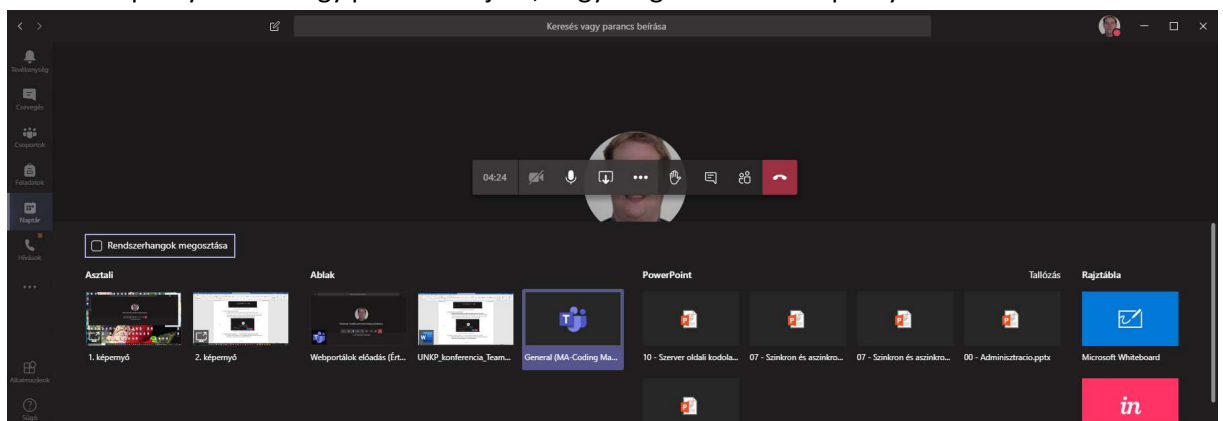 Keresés vagy parancs beírása
Tevékenység
Csevegés
Csoportok
Feladatok
Naptár
Hívások
Alkalmazások
Súgó
04:24
Rendszerhangok megosztása
Asztali
Ablak
PowerPoint
Tallózás
Rajztábla
1. képernyő
2. képernyő
Webportálok előadás (Ért...
UNKP_konferencia_Team...
General (MA-Coding Ma...
10 - Szerver oldali kodola...
07 - Szinkron és aszinkro...
07 - Szinkron és aszinkro...
00 - Adminisztracio.pptx
Microsoft Whiteboard
in